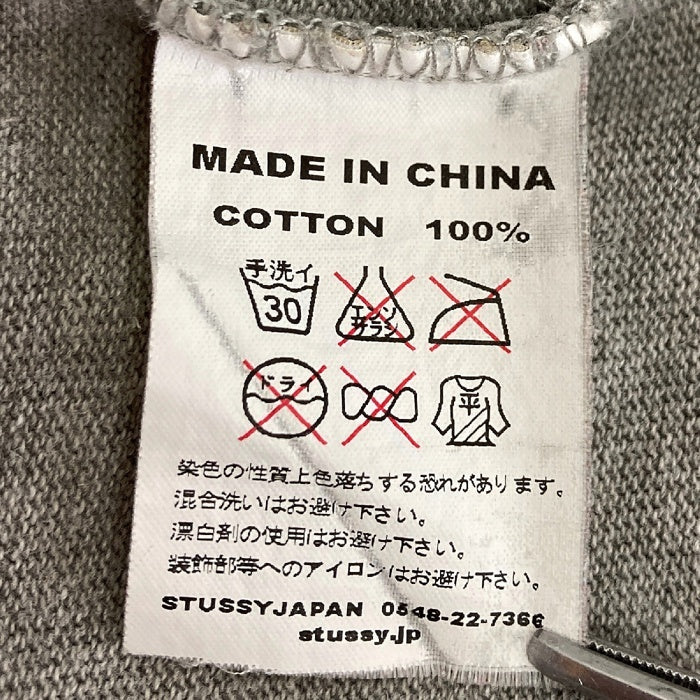 MADE IN CHINA
COTTON 100%
手洗イ
30
エンソ
サラシ
ドライ
平
染色の性質上色落ちする恐れがあります。
混合洗いはお避け下さい。
漂白剤の使用はお避け下さい。
装飾部等へのアイロンはお避け下さい。
STUSSYJAPAN 0548-22-7366
stussy.jp